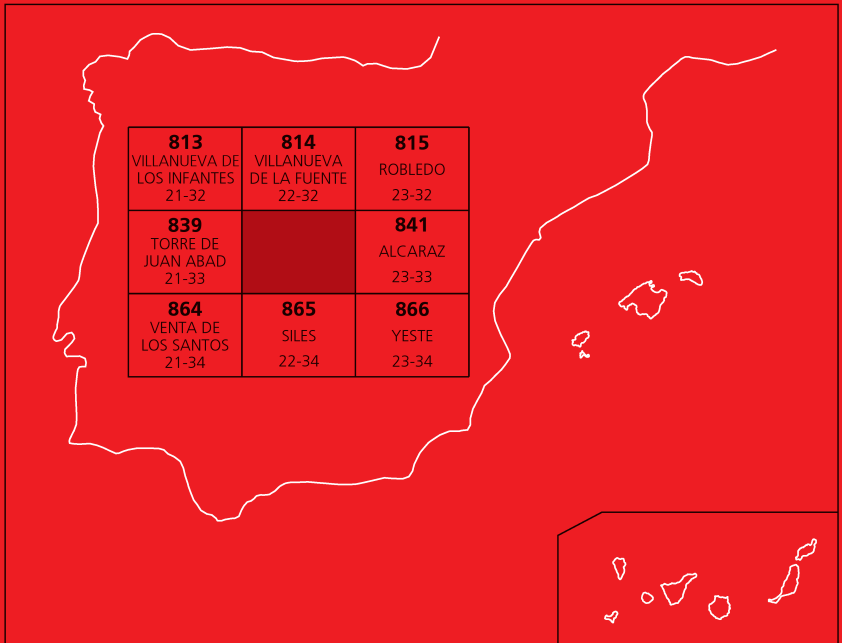 813
VILLANUEVA DE
LOS INFANTES
21-32
814
VILLANUEVA
DE LA FUENTE
22-32
815
ROBLEDO
23-32
839
TORRE DE
JUAN ABAD
21-33
841
ALCARAZ
23-33
864
VENTA DE
LOS SANTOS
21-34
865
SILES
22-34
866
YESTE
23-34